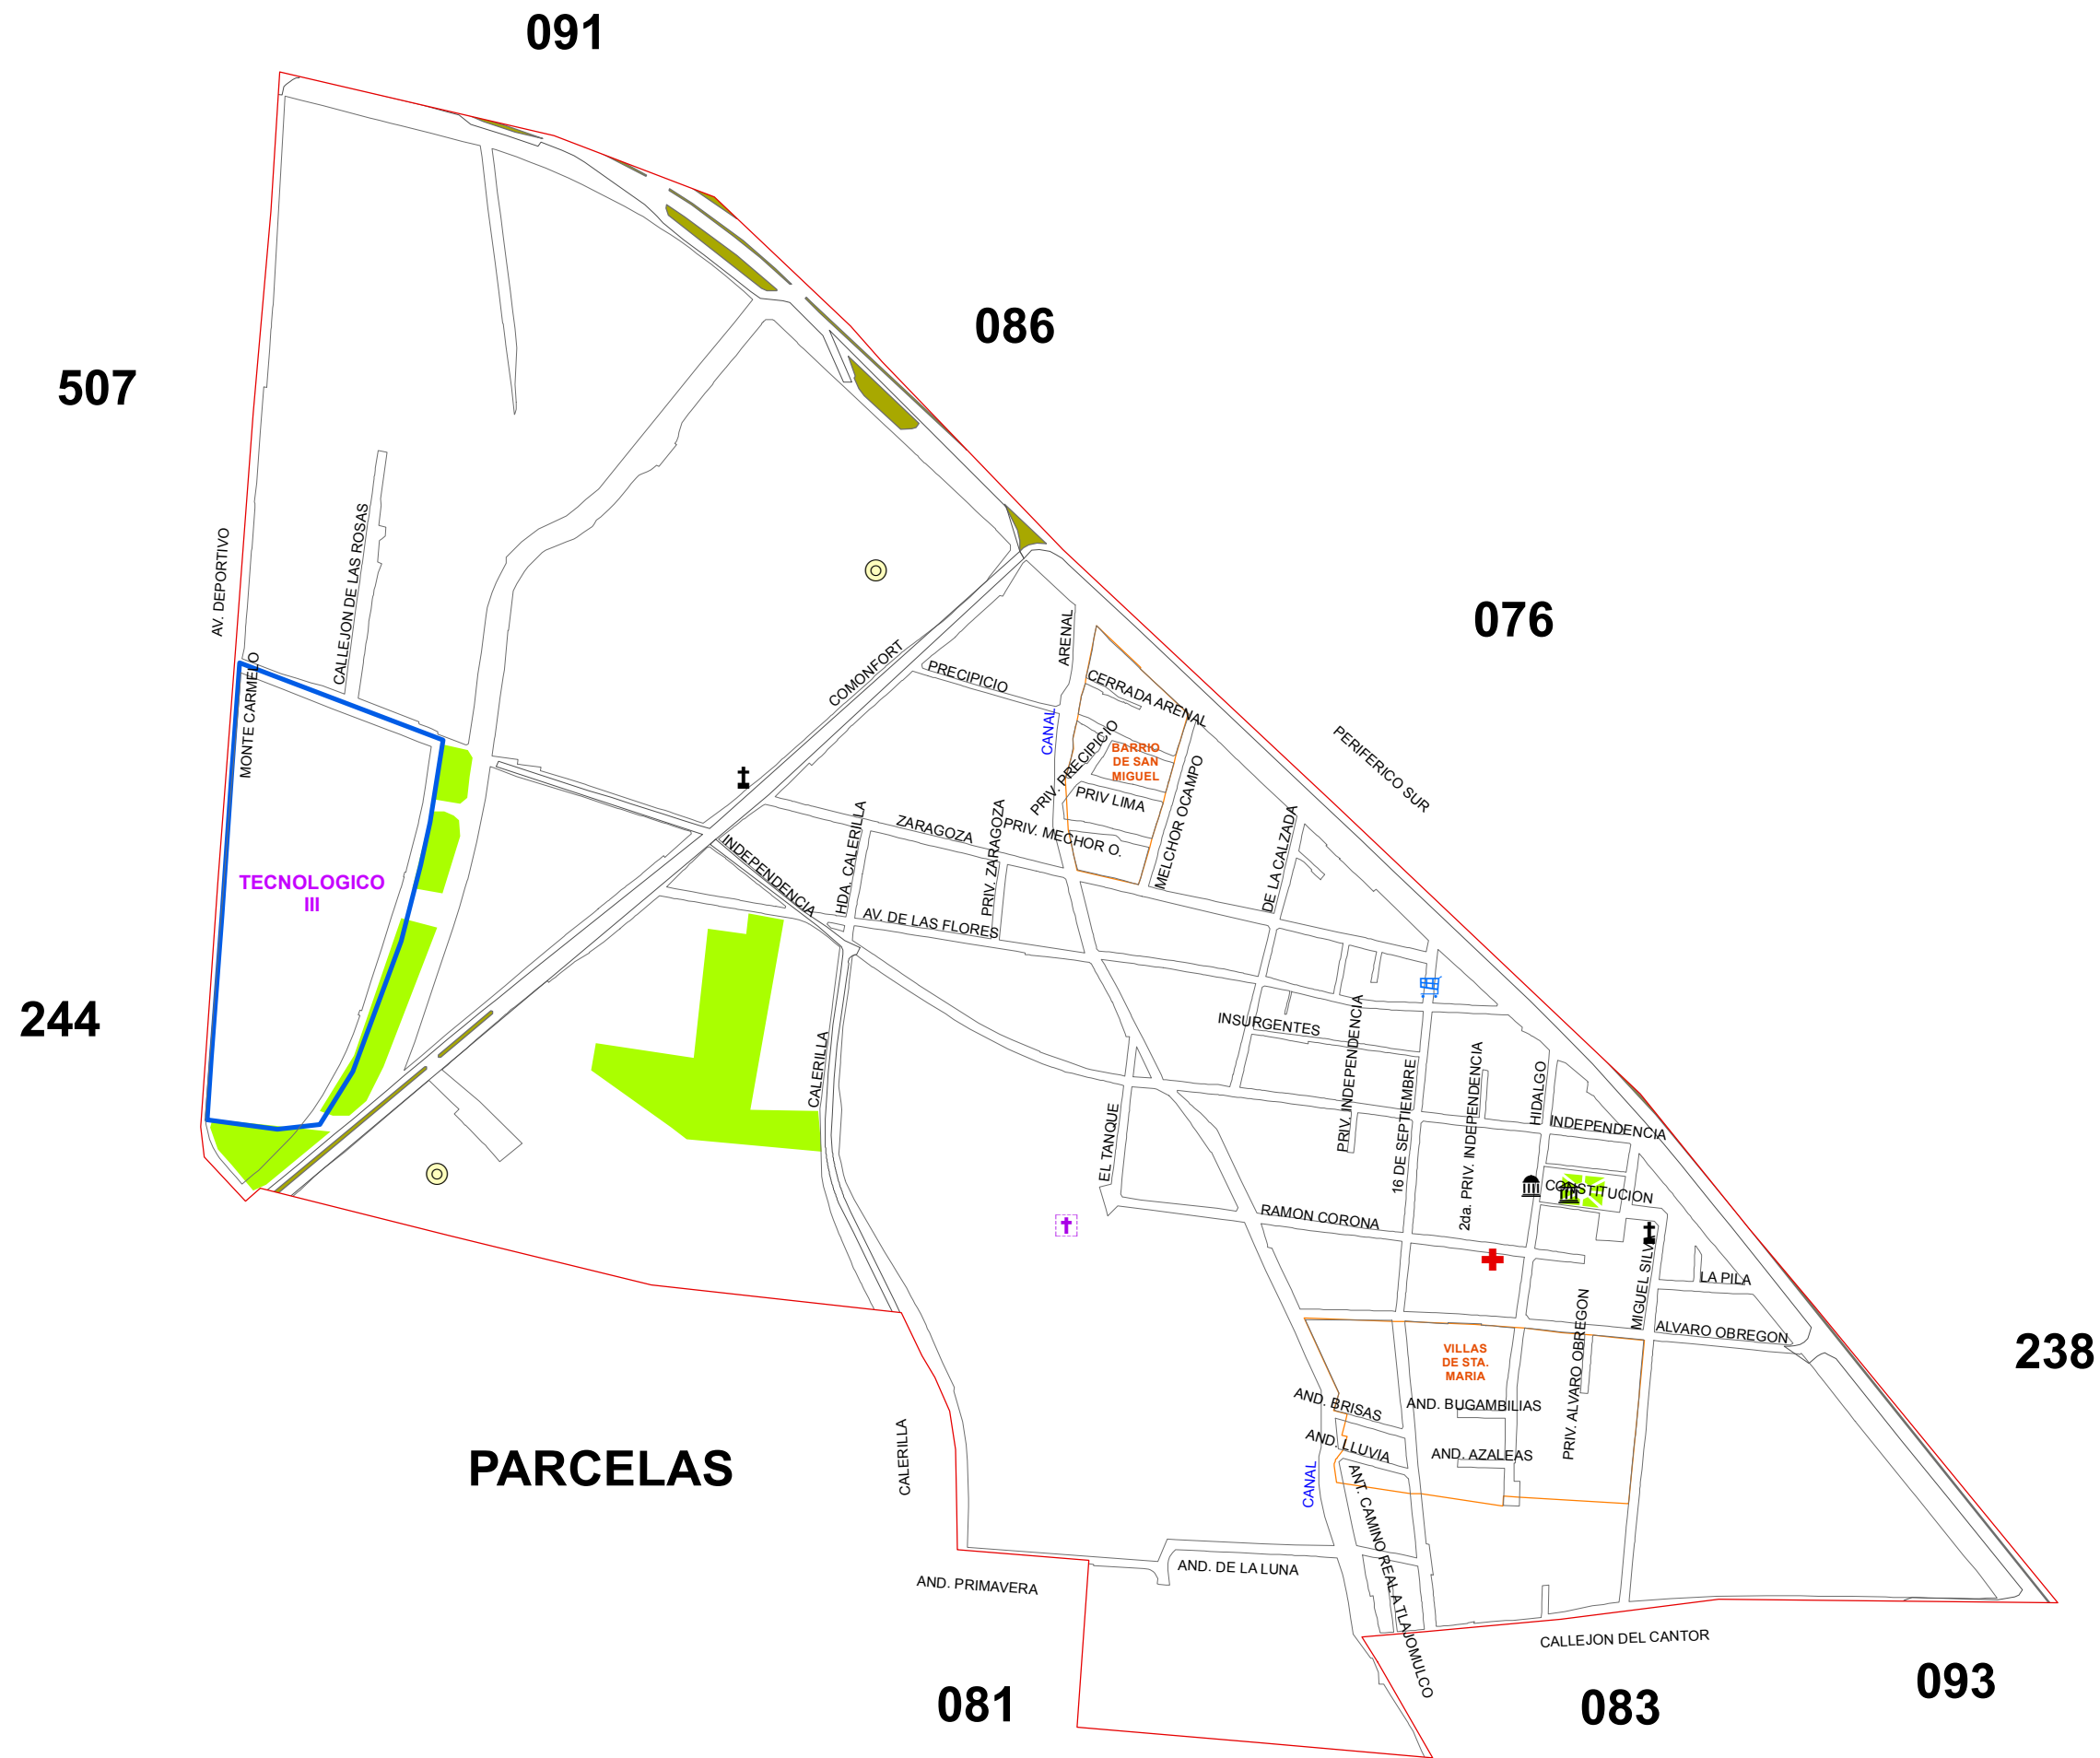 091
086
507
076
AV. DEPORTIVO
CALLEJON DE LAS ROSAS
MONTE CARMELO
COMONFORT
PRECIPICIO
ARENAL
CERRADA ARENAL
CANAL
PRIV. PRECIPICIO
BARRIO
DE SAN
MIGUEL
PERIFERICO SUR
PRIV LIMA
MELCHOR OCAMPO
ZARAGOZA
PRIV. MECHOR O.
HDA. CALERILLA
PRIV. ZARAGOZA
DE LA CALZADA
INDEPENDENCIA
AV. DE LAS FLORES
TECNOLOGICO
III
244
INSURGENTES
PRIV. INDEPENDENCIA
CALERILLA
16 DE SEPTIEMBRE
2da. PRIV. INDEPENDENCIA
HIDALGO
INDEPENDENCIA
EL TANQUE
CONSTITUCION
RAMON CORONA
MIGUEL SILVA
LA PILA
ALVARO OBREGON
PRIV. ALVARO OBREGON
238
VILLAS
DE STA.
MARIA
AND. BRISAS
AND. BUGAMBILIAS
AND. LLUVIA
AND. AZALEAS
PARCELAS
CALERILLA
CANAL
ANT. CAMINO REAL A TLAJOMULCO
AND. DE LA LUNA
AND. PRIMAVERA
CALLEJON DEL CANTOR
081
083
093